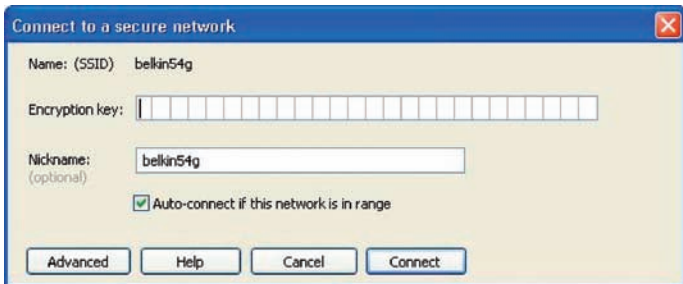 Connect to a secure network
Name: (SSID) belkin54g
Encryption key:
Nickname: belkin54g
(optional)
Auto-connect if this network is in range
Advanced Help Cancel Connect